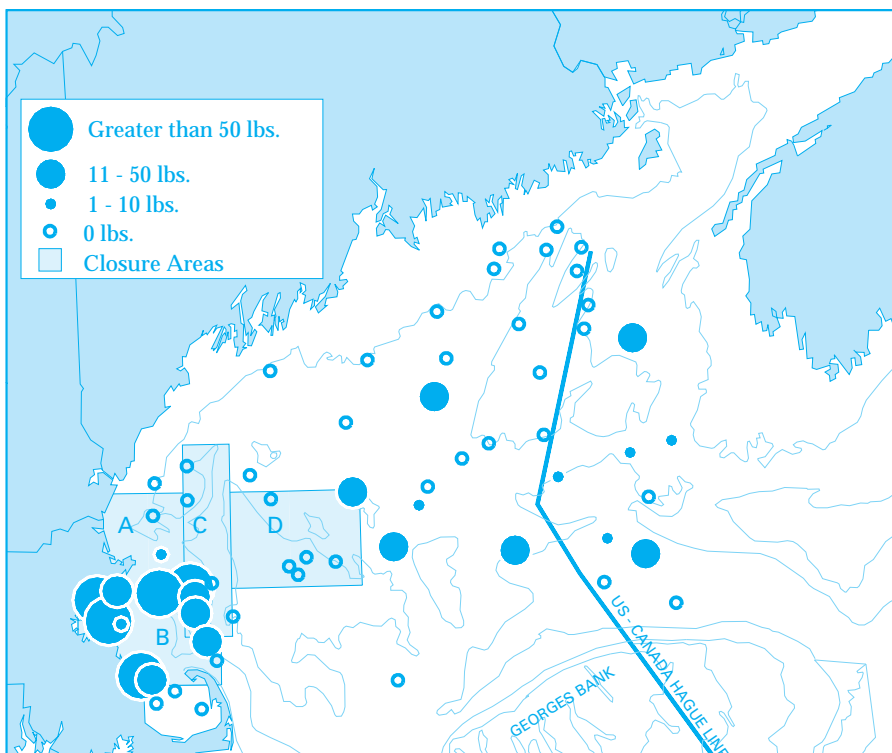 Greater than 50 lbs.
11 - 50 lbs.
1 - 10 lbs.
0 lbs.
Closure Areas
A
C
D
B
US - CANADA HAGUE LINE
GEORGES BANK